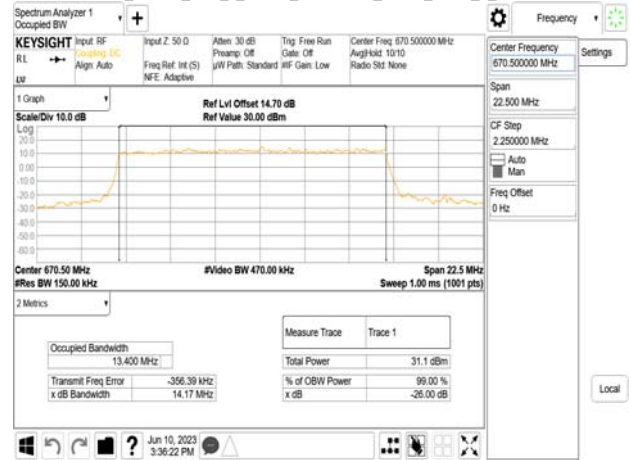 Spectrum Analyzer 1
Occupied BW
Frequency
KEYSIGHT
RL
Input: RF
Coupling: DC
Align: Auto
Input Z: 50 Ω
Freq Ref: Int (S)
NFE: Adaptive
Atten: 30 dB
Preamp: Off
µW Path: Standard
Trig: Free Run
Gate: Off
#IF Gain: Low
Center Freq: 670.500000 MHz
Avg|Hold: 10/10
Radio Std: None
Center Frequency
670.500000 MHz
Settings
Span
22.500 MHz
CF Step
2.250000 MHz
Auto
Man
Freq Offset
0 Hz
Local
1 Graph
Scale/Div 10.0 dB
Ref Lvl Offset 14.70 dB
Ref Value 30.00 dBm
Log
20.0
10.0
0.00
-10.0
-20.0
-30.0
-40.0
-50.0
-60.0
Center 670.50 MHz
#Res BW 150.00 kHz
#Video BW 470.00 kHz
Span 22.5 MHz
Sweep 1.00 ms (1001 pts)
2 Metrics
Measure Trace Trace 1
Occupied Bandwidth
13.400 MHz
Total Power 31.1 dBm
Transmit Freq Error -356.39 kHz
% of OBW Power 99.00 %
x dB Bandwidth 14.17 MHz
x dB -26.00 dB
Jun 10, 2023
3:36:22 PM